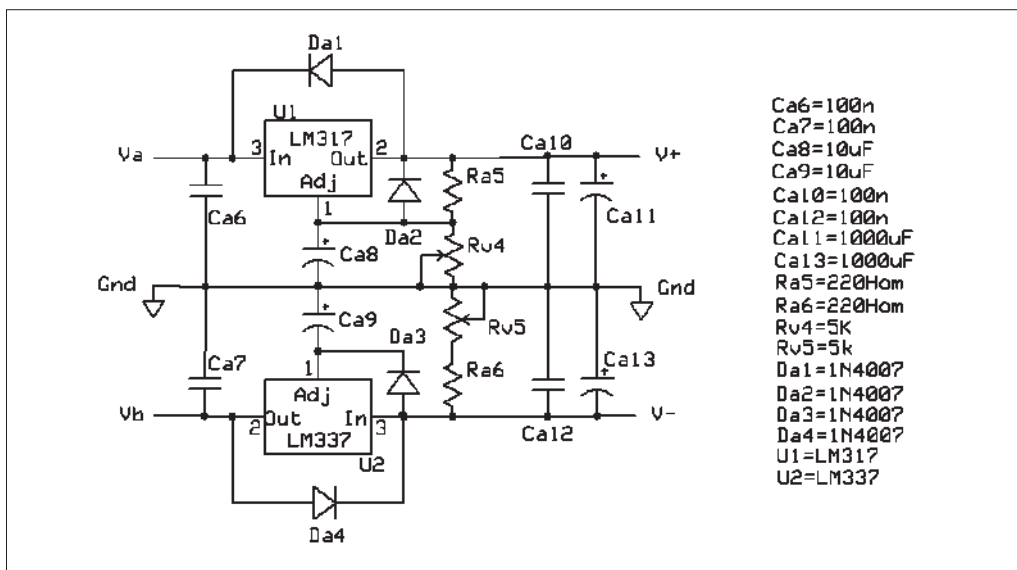 Da1
U1
LM317
3
2
Va
In
Out
Ca10
V+
Adj
Ra5
1
Ca6
Da2
Ca11
Ca8
Rv4
Gnd
Gnd
Ca9
Da3
Rv5
Ca7
1
Ra6
Ca13
Adj
Vb
2
Out
In
3
V-
LM337
U2
Ca12
Da4
Ca6=100n
Ca7=100n
Ca8=10uF
Ca9=10uF
Ca10=100n
Ca12=100n
Ca11=1000uF
Ca13=1000uF
Ra5=220Hom
Ra6=220Hom
Rv4=5K
Rv5=5k
Da1=1N4007
Da2=1N4007
Da3=1N4007
Da4=1N4007
U1=LM317
U2=LM337